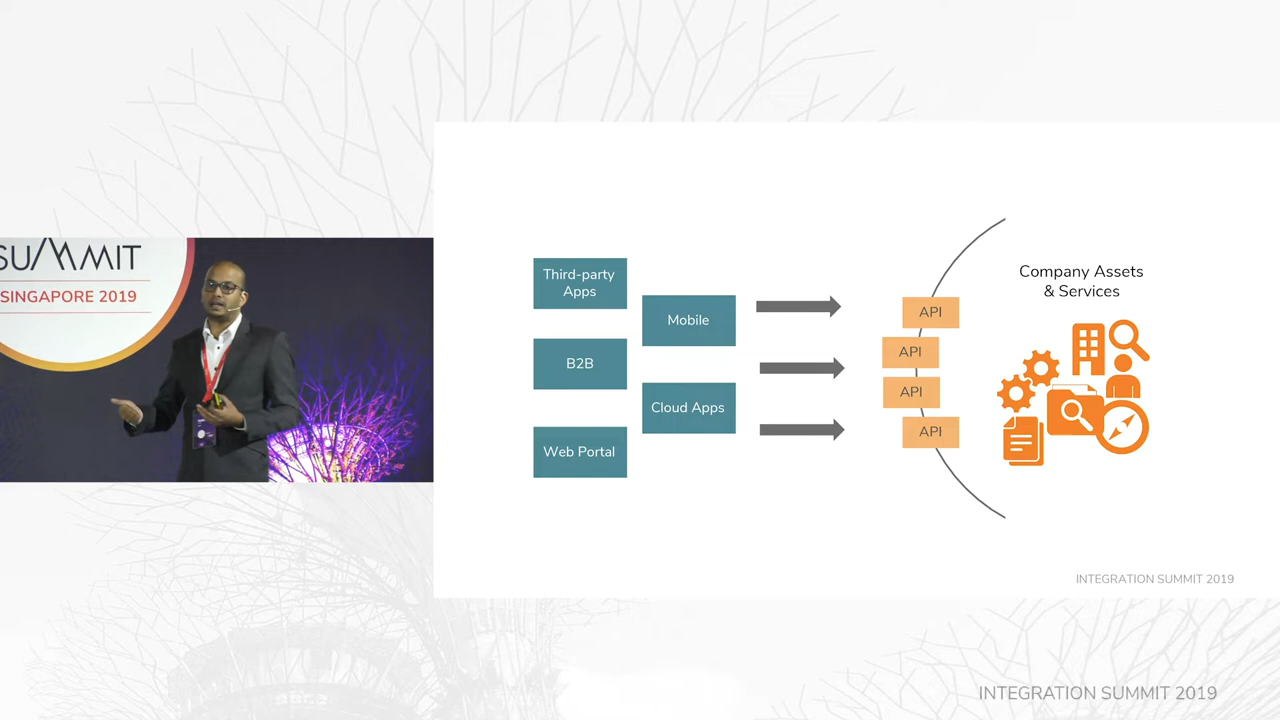 SUMMIT
SINGAPORE 2019
Third-party
Apps
Mobile
B2B
Cloud Apps
Web Portal
API
API
API
API
Company Assets
& Services
INTEGRATION SUMMIT 2019
INTEGRATION SUMMIT 2019